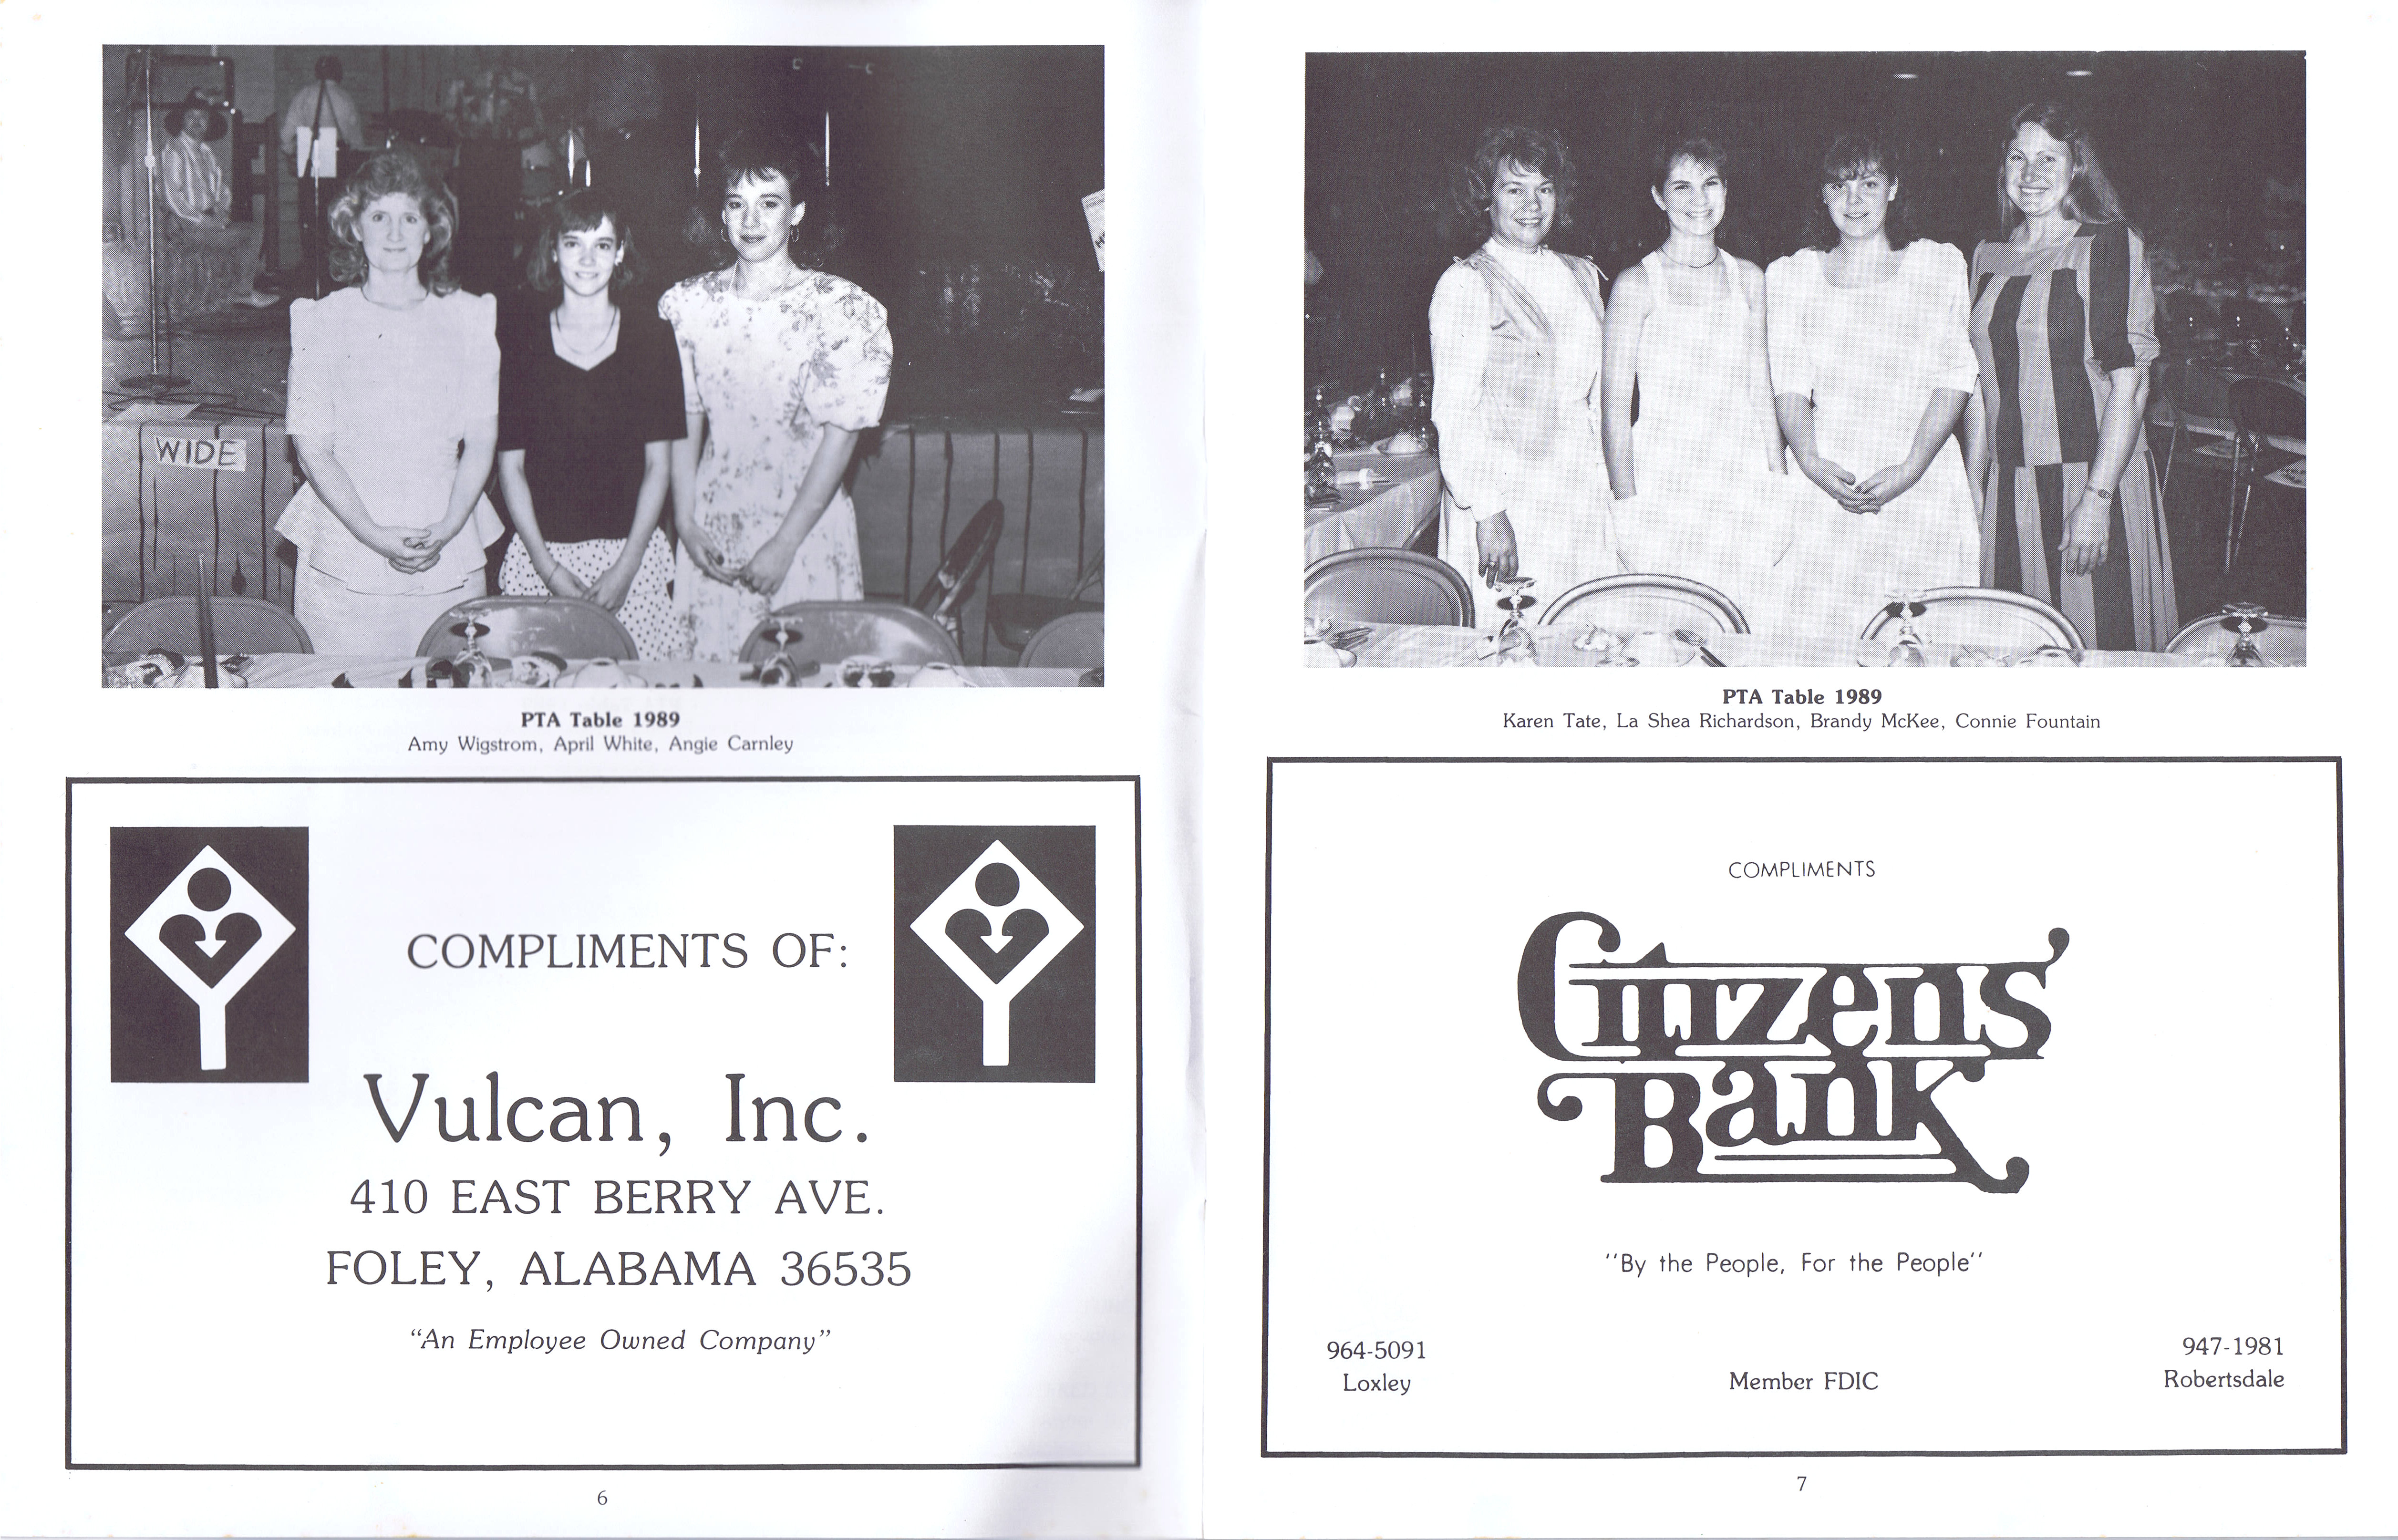 WIDE
PTA Table 1989
Amy Wigstrom, April White, Angie Carnley
COMPLIMENTS OF:
Vulcan, Inc.
410 EAST BERRY AVE.
FOLEY, ALABAMA 36535
“An Employee Owned Company”
6
PTA Table 1989
Karen Tate, La Shea Richardson, Brandy McKee, Connie Fountain
COMPLIMENTS
Citizens'
Bank
"By the People, For the People"
964-5091
Loxley
Member FDIC
947-1981
Robertsdale
7